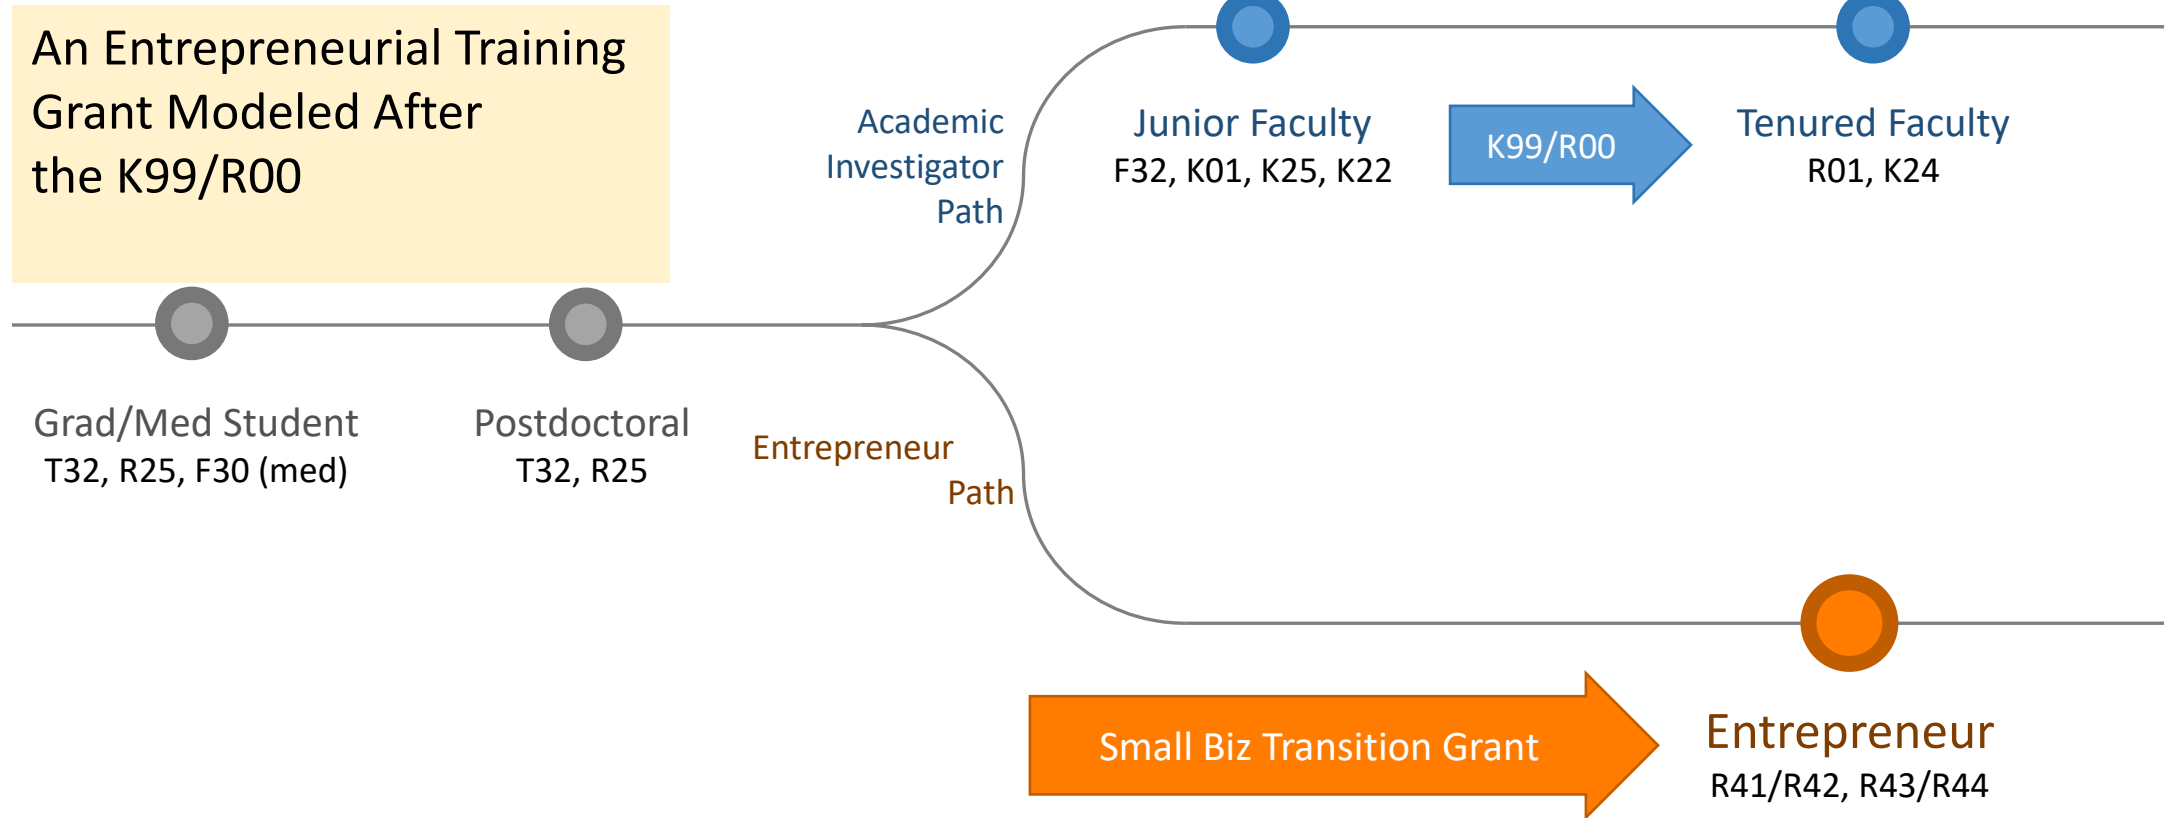 An Entrepreneurial Training
Grant Modeled After
the K99/R00
Academic
Investigator
Path
Junior Faculty
F32, K01, K25, K22
K99/R00
Tenured Faculty
R01, K24
Grad/Med Student
T32, R25, F30 (med)
Postdoctoral
T32, R25
Entrepreneur
Path
Small Biz Transition Grant
Entrepreneur
R41/R42, R43/R44